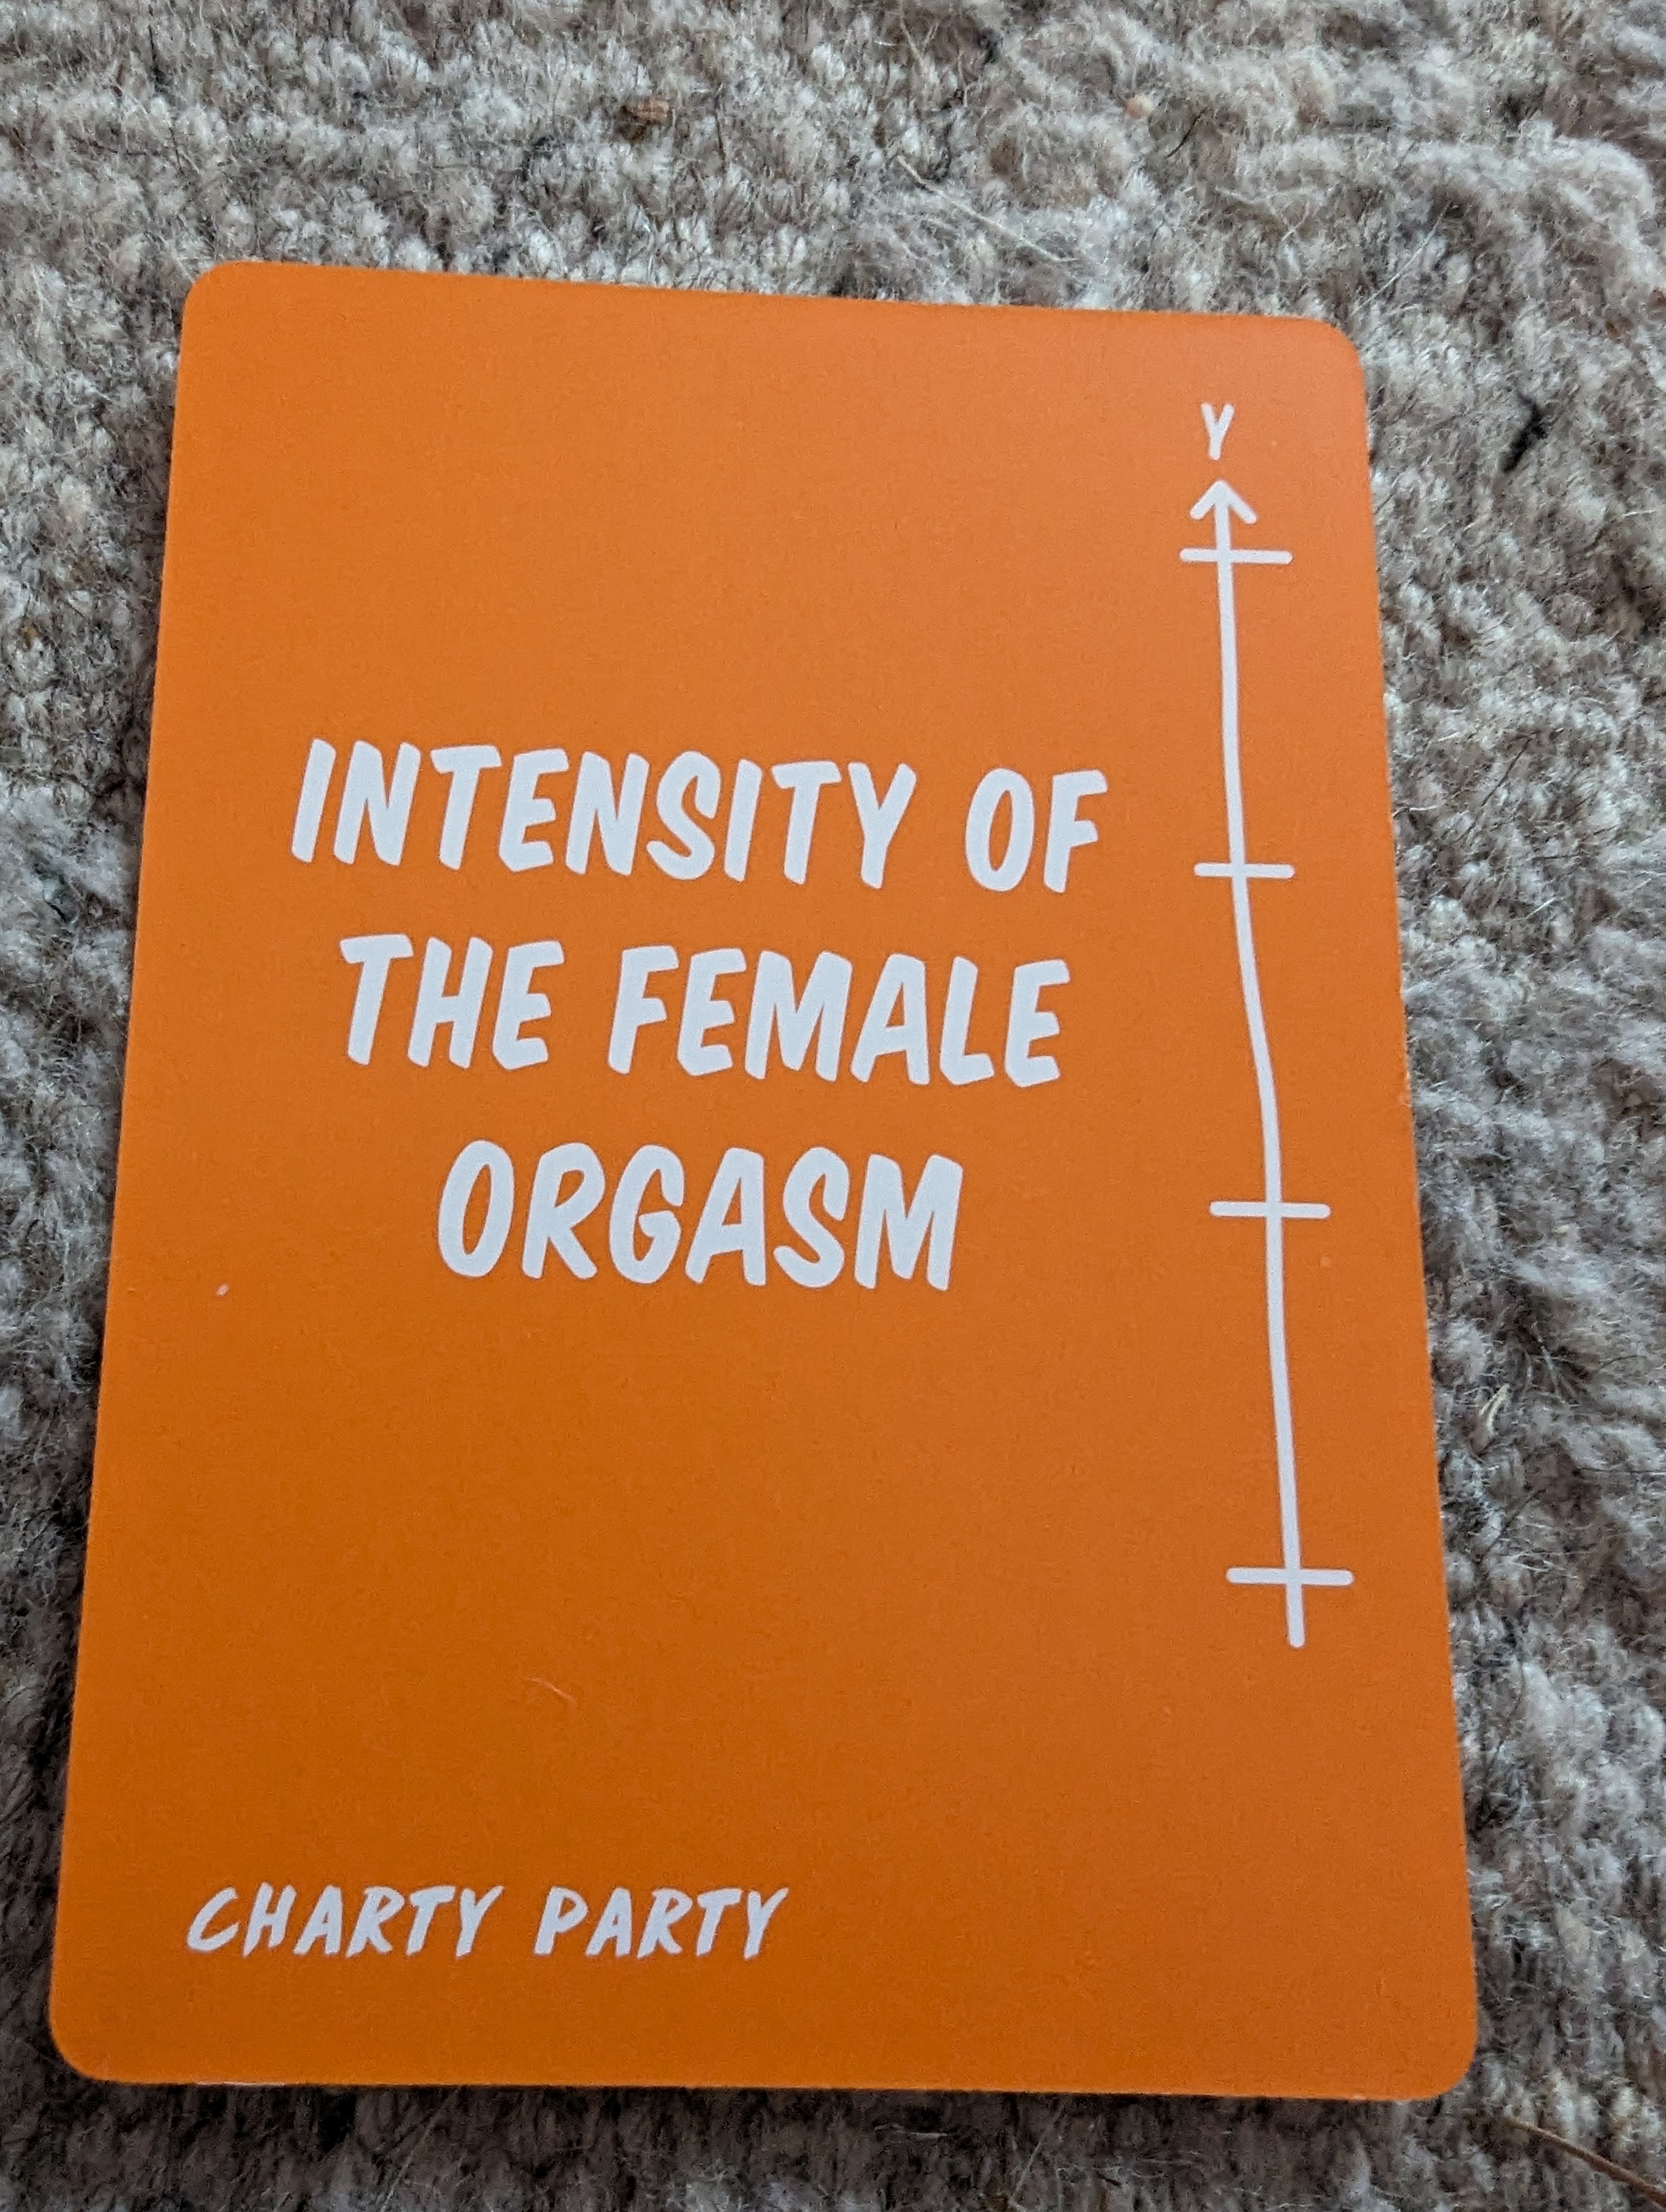 Y
INTENSITY OF
THE FEMALE
ORGASM
CHARTY PARTY